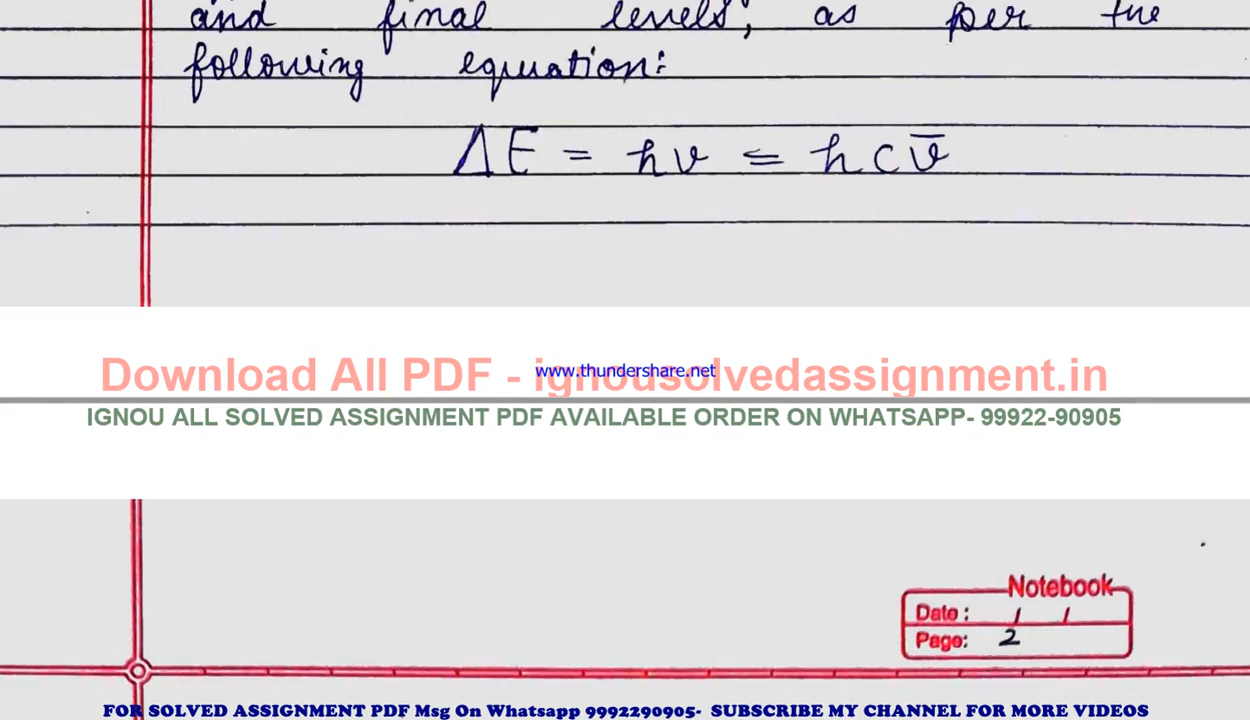 and final levels, as per the
following equation:
ΔE = hν = hcν̄
Download All PDF - ignousolvedassignment.in
www.thundershare.net
IGNOU ALL SOLVED ASSIGNMENT PDF AVAILABLE ORDER ON WHATSAPP- 99922-90905
Notebook
Date : / /
Page: 2
FOR SOLVED ASSIGNMENT PDF Msg On Whatsapp 9992290905- SUBSCRIBE MY CHANNEL FOR MORE VIDEOS